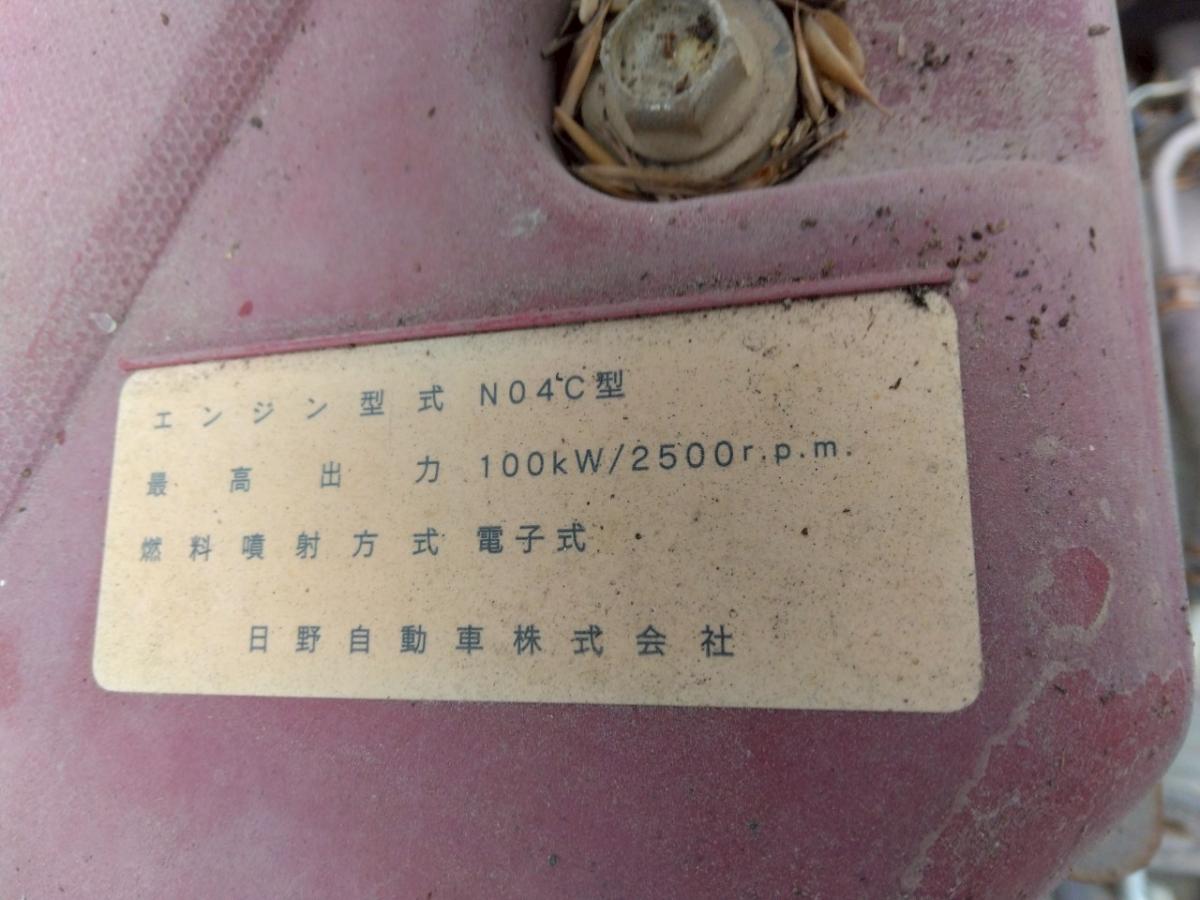 エンジン型式 N04C型
最高出力 100kW/2500r.p.m.
燃料噴射方式 電子式
日野自動車株式会社